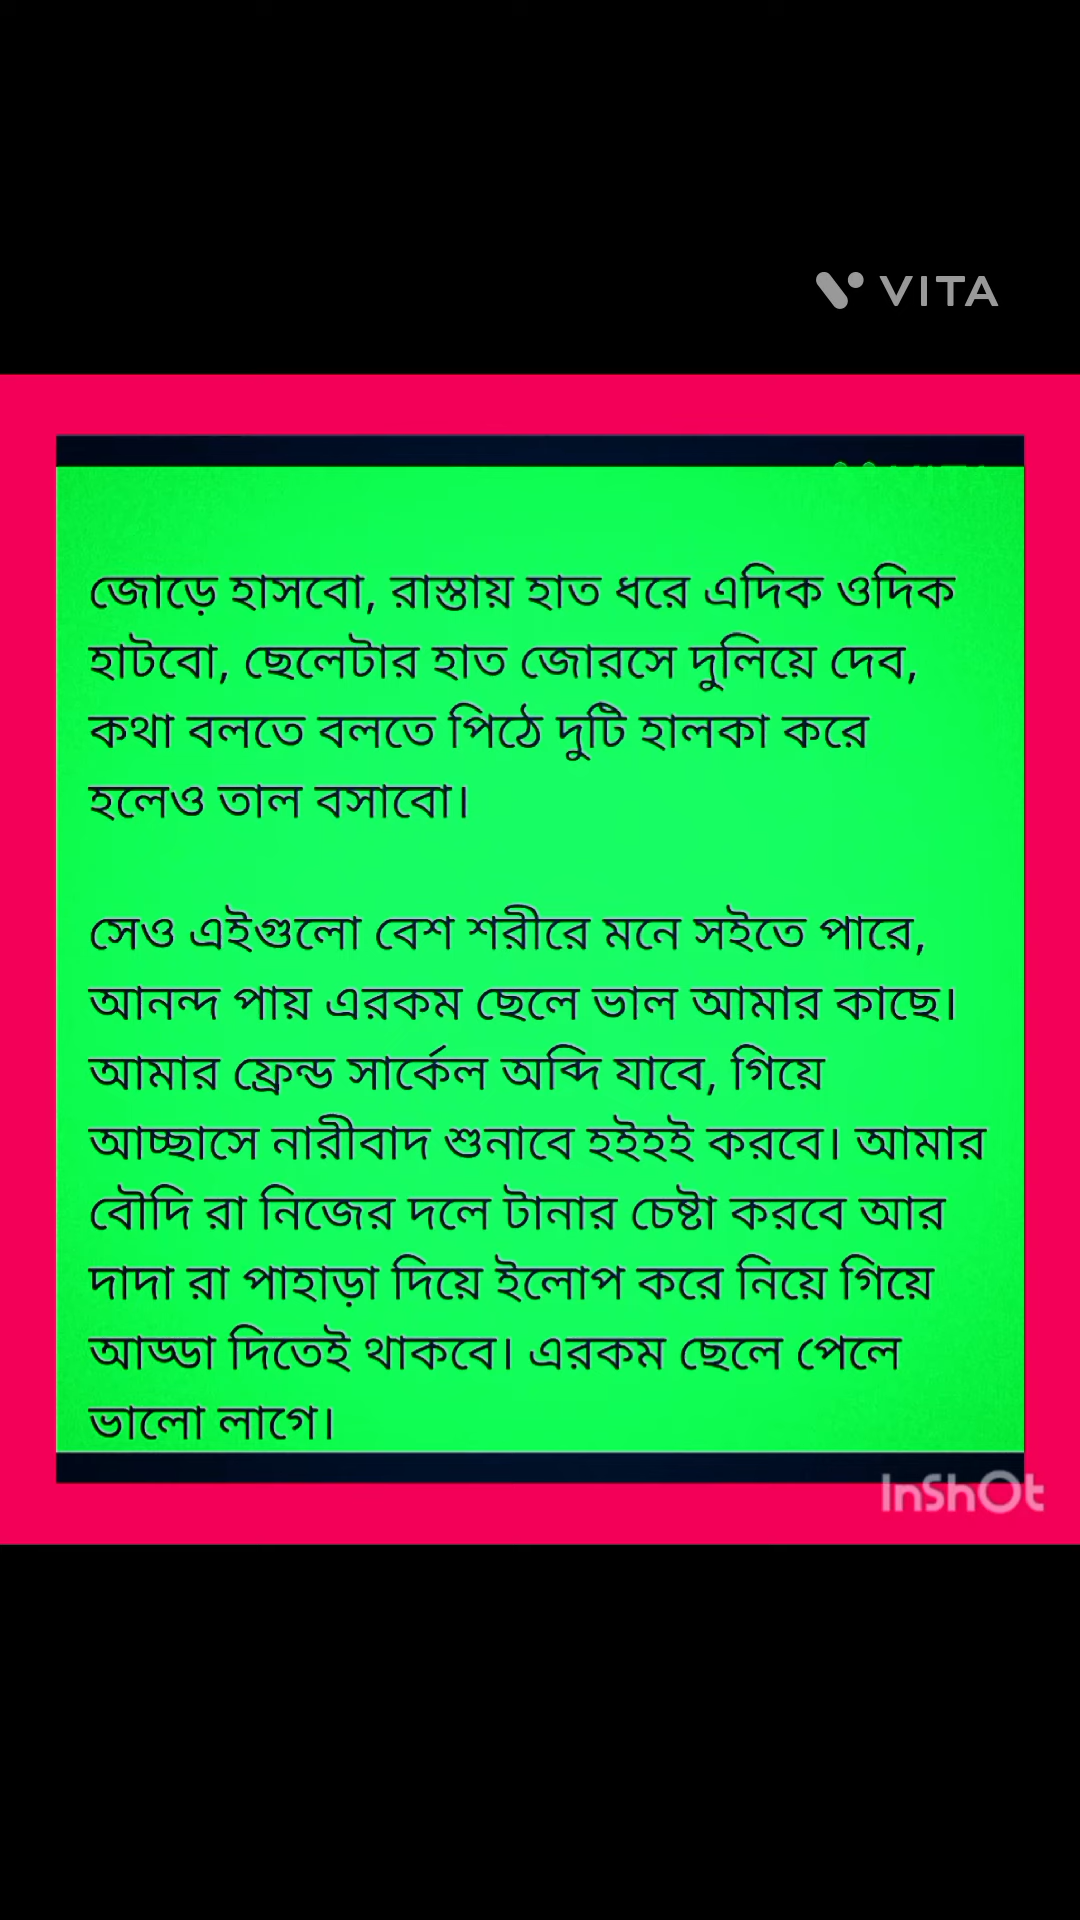 VITA
জোড়ে হাসবো, রাস্তায় হাত ধরে এদিক ওদিক
হাটবো, ছেলেটার হাত জোরসে দুলিয়ে দেব,
কথা বলতে বলতে পিঠে দুটি হালকা করে
হলেও তাল বসাবো।
সেও এইগুলো বেশ শরীরে মনে সইতে পারে,
আনন্দ পায় এরকম ছেলে ভাল আমার কাছে।
আমার ফ্রেন্ড সার্কেল অব্দি যাবে, গিয়ে
আচ্ছাসে নারীবাদ শুনাবে হইহই করবে। আমার
বৌদি রা নিজের দলে টানার চেষ্টা করবে আর
দাদা রা পাহাড়া দিয়ে ইলোপ করে নিয়ে গিয়ে
আড্ডা দিতেই থাকবে। এরকম ছেলে পেলে
ভালো লাগে।
InShOt